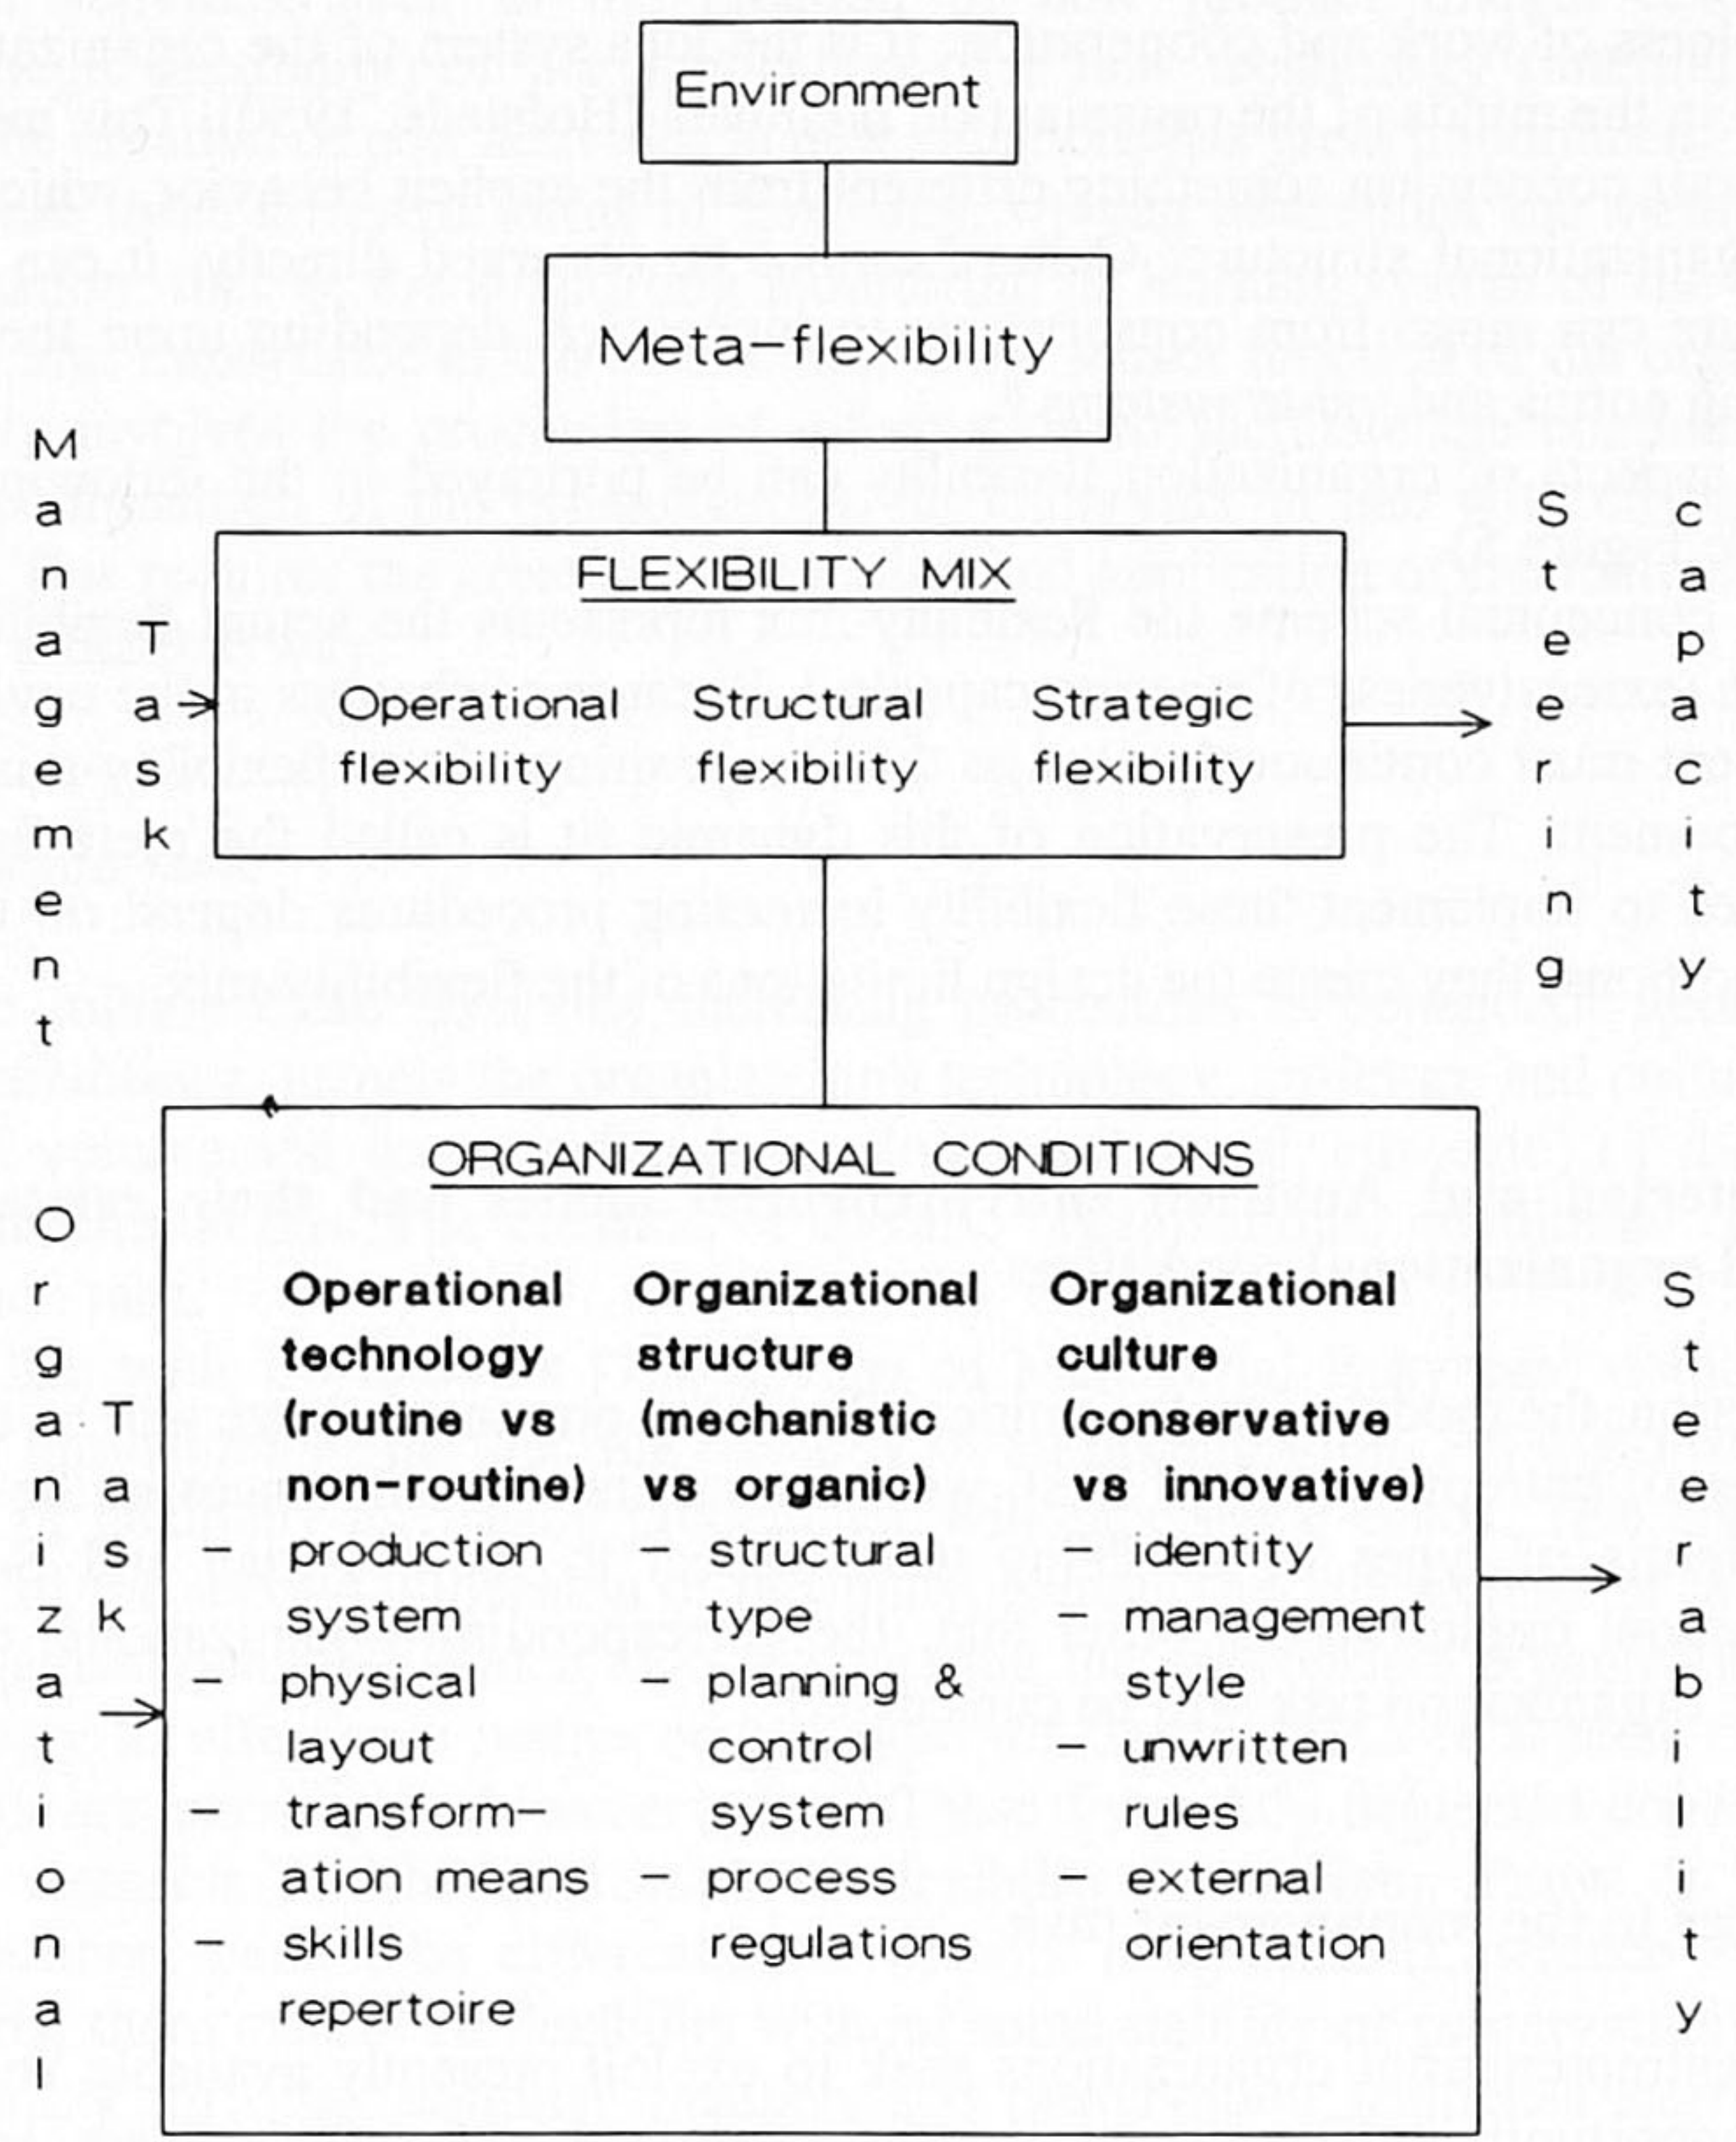 Environment
Meta-flexibility
Management
Task
FLEXIBILITY MIX
Operational Structural Strategic
flexibility flexibility flexibility
Steering
capacity
Organizational
Task
ORGANIZATIONAL CONDITIONS
Operational Organizational Organizational
technology structure culture
(routine vs (mechanistic (conservative
non-routine) vs organic) vs innovative)
- production - structural - identity
system type - management
- physical - planning & style
layout control - unwritten
- transform- system rules
ation means - process - external
- skills regulations orientation
repertoire
Steerability